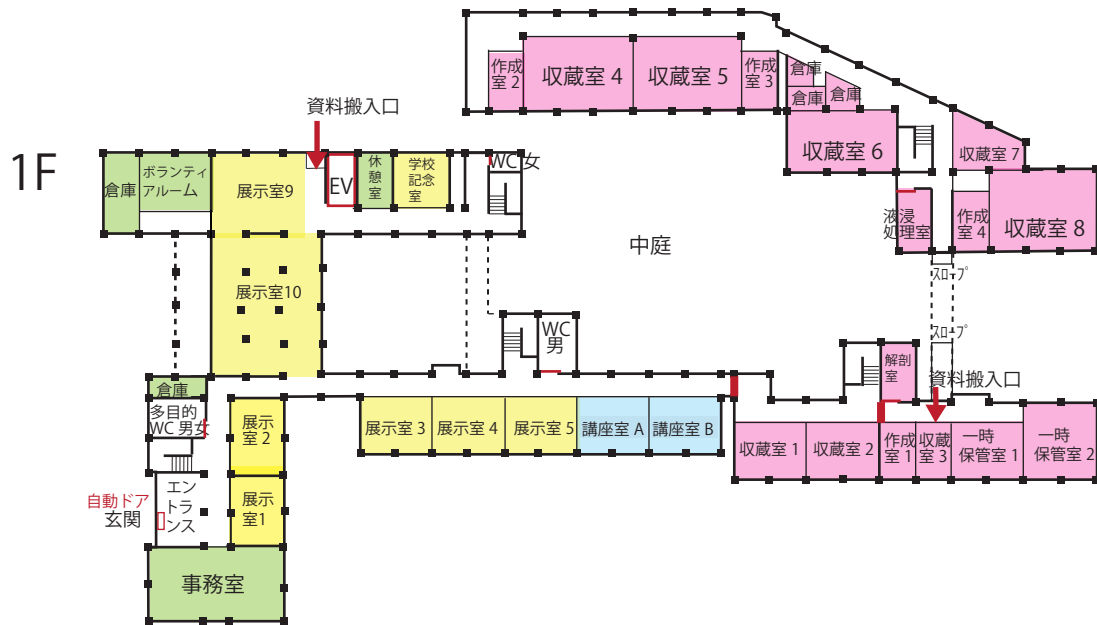 1F
資料搬入口
作成
室 2
収蔵室 4
収蔵室 5
作成
室 3
倉庫
倉庫
倉庫
収蔵室 6
収蔵室 7
収蔵室 8
作成
室 4
液浸
処理室
倉庫
ボランティ
アルーム
展示室9
EV
休
憩
室
学校
記念
室
WC 女
中庭
展示室10
ｽﾛｰﾌﾟ
ｽﾛｰﾌﾟ
WC
男
解剖
室
資料搬入口
倉庫
多目的
WC 男女
展示
室 2
展示室 3
展示室 4
展示室 5
講座室 A
講座室 B
収蔵室 1
収蔵室 2
作成
室 1
収蔵
室 3
一時
保管室 1
一時
保管室 2
自動ドア
玄関
エン
トラ
ンス
展示
室1
事務室